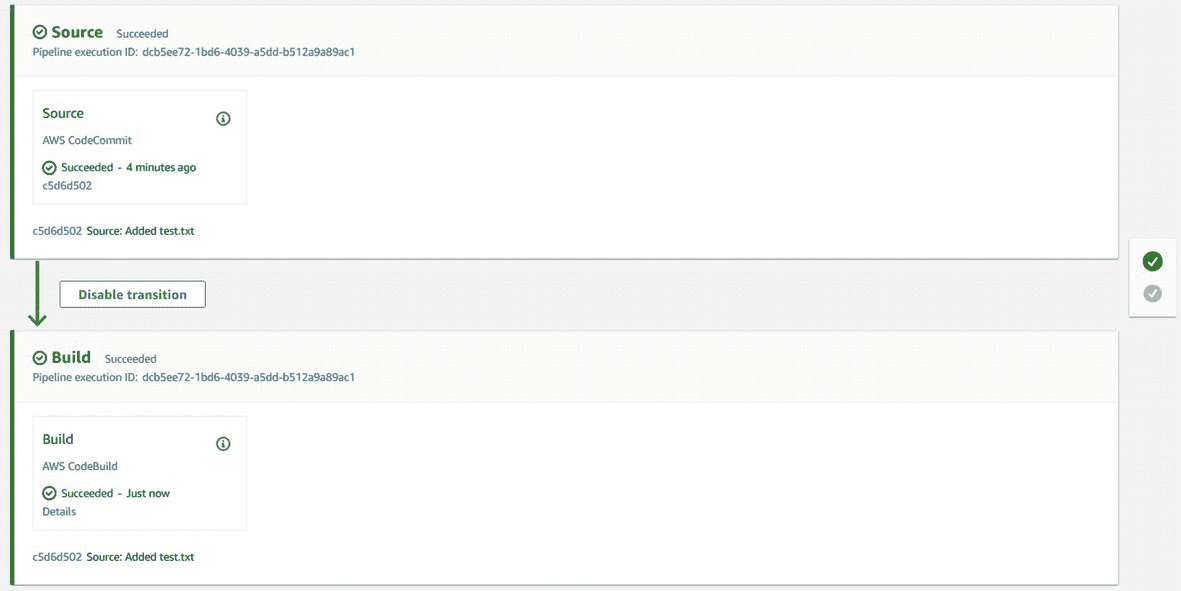 Source Succeeded
Pipeline execution ID: dcb5ee72-1bd6-4039-a5dd-b512a9a89ac1
Source
AWS CodeCommit
Succeeded - 4 minutes ago
c5d6d502
c5d6d502 Source: Added test.txt
Disable transition
Build Succeeded
Pipeline execution ID: dcb5ee72-1bd6-4039-a5dd-b512a9a89ac1
Build
AWS CodeBuild
Succeeded - Just now
Details
c5d6d502 Source: Added test.txt